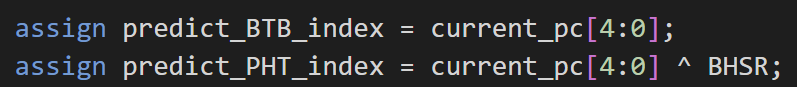 assign predict_BTB_index = current_pc[4:0];
assign predict_PHT_index = current_pc[4:0] ^ BHSR;